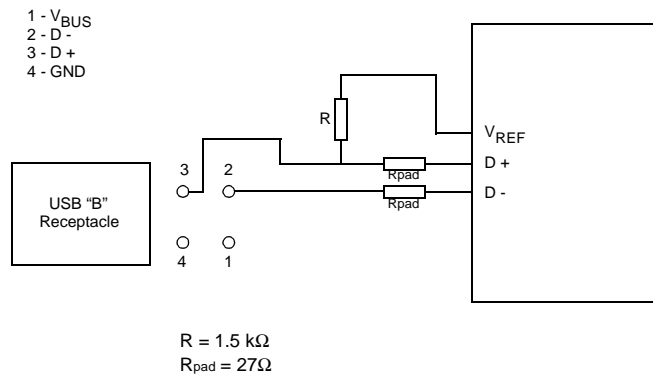 1 - VBUS
2 - D -
3 - D +
4 - GND
R
VREF
D +
Rpad
D -
Rpad
3
2
USB “B”
Receptacle
4
1
R = 1.5 kΩ
Rpad = 27Ω